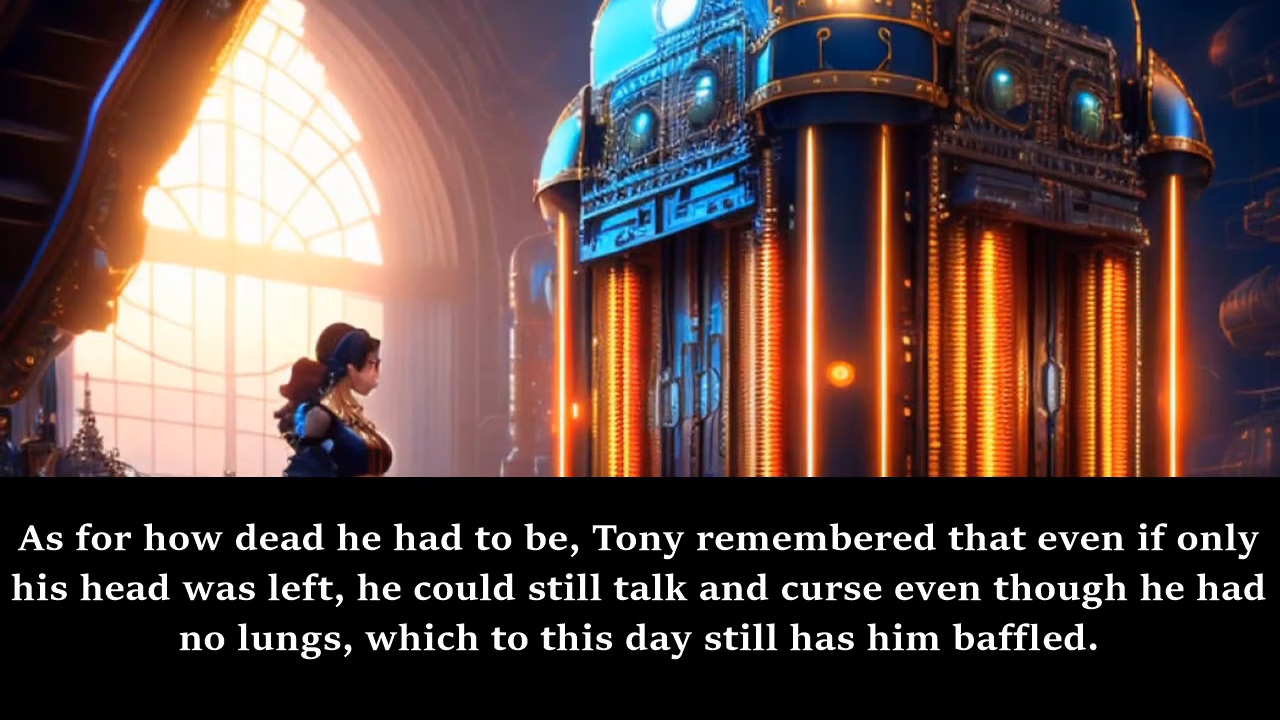 As for how dead he had to be, Tony remembered that even if only
his head was left, he could still talk and curse even though he had
no lungs, which to this day still has him baffled.